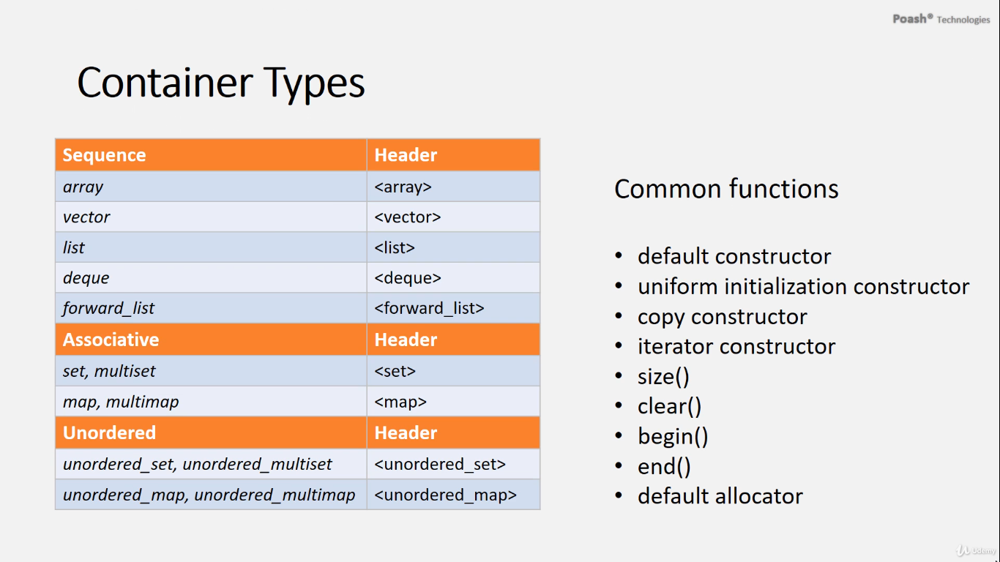 Poash® Technologies
Container Types
Sequence Header
array <array>
vector <vector>
list <list>
deque <deque>
forward_list <forward_list>
Associative Header
set, multiset <set>
map, multimap <map>
Unordered Header
unordered_set, unordered_multiset <unordered_set>
unordered_map, unordered_multimap <unordered_map>
Common functions
• default constructor
• uniform initialization constructor
• copy constructor
• iterator constructor
• size()
• clear()
• begin()
• end()
• default allocator
Udemy